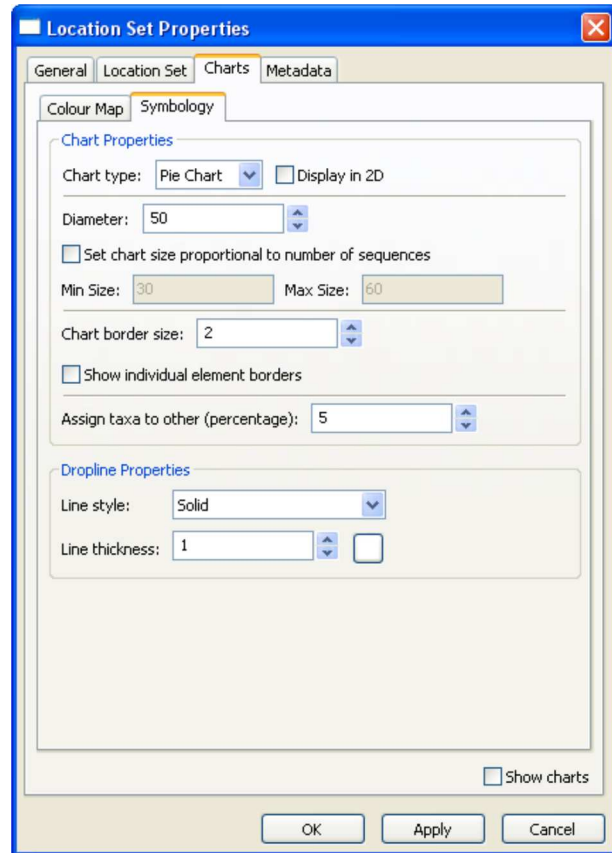 Location Set Properties
General Location Set Charts Metadata
Colour Map Symbology
Chart Properties
Chart type: Pie Chart Display in 2D
Diameter: 50
Set chart size proportional to number of sequences
Min Size: 30 Max Size: 60
Chart border size: 2
Show individual element borders
Assign taxa to other (percentage): 5
Dropline Properties
Line style: Solid
Line thickness: 1
Show charts
OK Apply Cancel